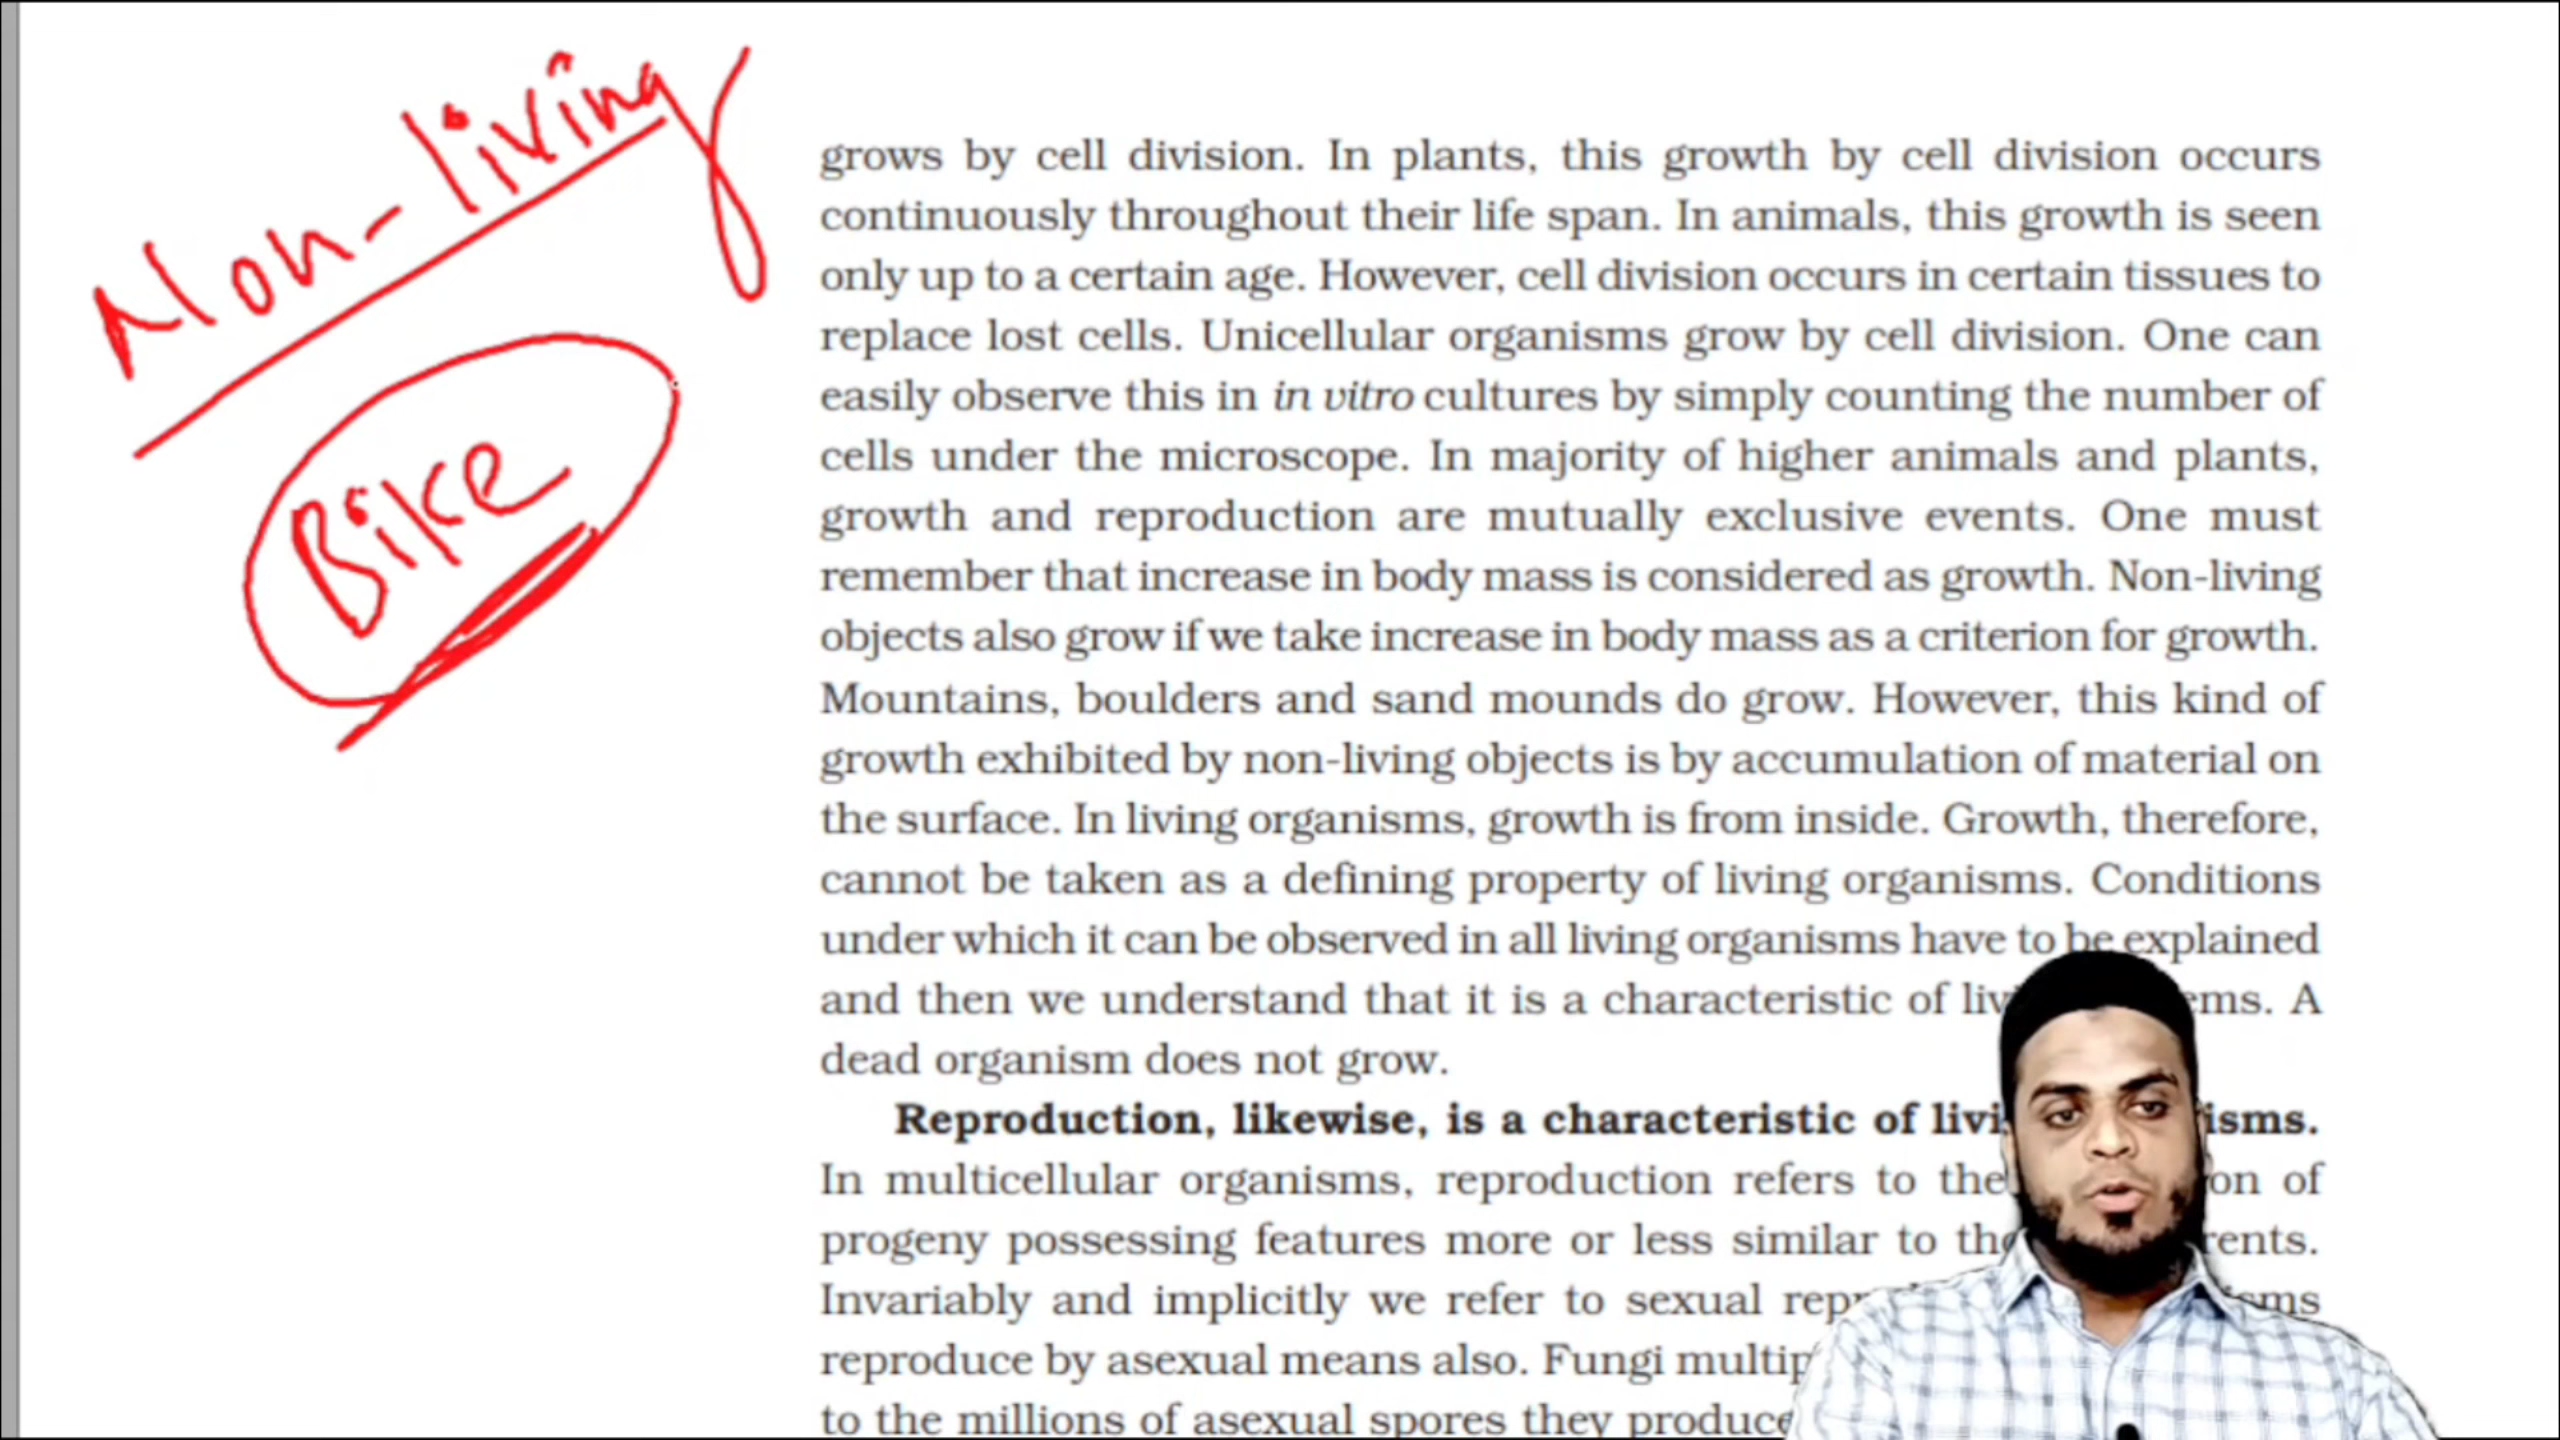 Non-living
Bike
grows by cell division. In plants, this growth by cell division occurs
continuously throughout their life span. In animals, this growth is seen
only up to a certain age. However, cell division occurs in certain tissues to
replace lost cells. Unicellular organisms grow by cell division. One can
easily observe this in in vitro cultures by simply counting the number of
cells under the microscope. In majority of higher animals and plants,
growth and reproduction are mutually exclusive events. One must
remember that increase in body mass is considered as growth. Non-living
objects also grow if we take increase in body mass as a criterion for growth.
Mountains, boulders and sand mounds do grow. However, this kind of
growth exhibited by non-living objects is by accumulation of material on
the surface. In living organisms, growth is from inside. Growth, therefore,
cannot be taken as a defining property of living organisms. Conditions
under which it can be observed in all living organisms have to be explained
and then we understand that it is a characteristic of A
dead organism does not grow.
Reproduction, likewise, is a characteristic of
In multicellular organisms, reproduction refers to the of
progeny possessing features more or less similar to
Invariably and implicitly we refer to sexual
reproduce by asexual means also. Fungi
to the millions of asexual spores they produce